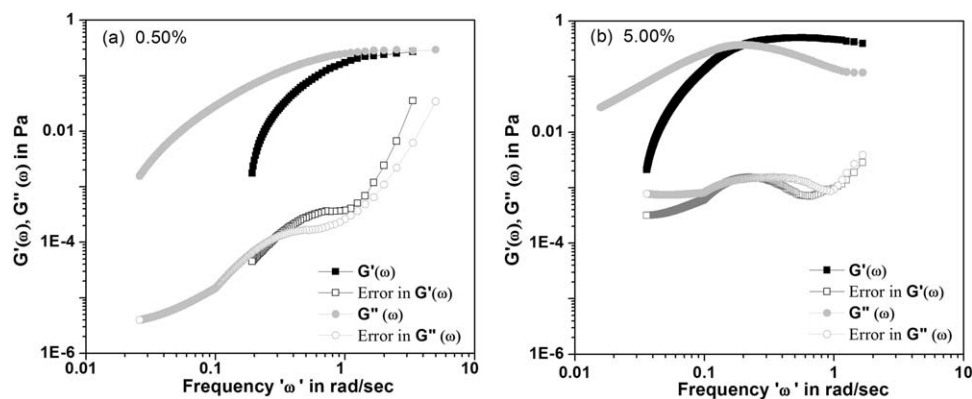 (a) 0.50%
G'(ω), G'' (ω) in Pa
1
0.01
1E-4
1E-6
0.01
0.1
1
10
Frequency 'ω' in rad/sec
G'(ω)
Error in G'(ω)
G'' (ω)
Error in G'' (ω)
(b) 5.00%
G'(ω), G'' (ω) in Pa
1
0.01
1E-4
1E-6
0.01
0.1
1
10
Frequency 'ω' in rad/sec
G'(ω)
Error in G'(ω)
G'' (ω)
Error in G'' (ω)